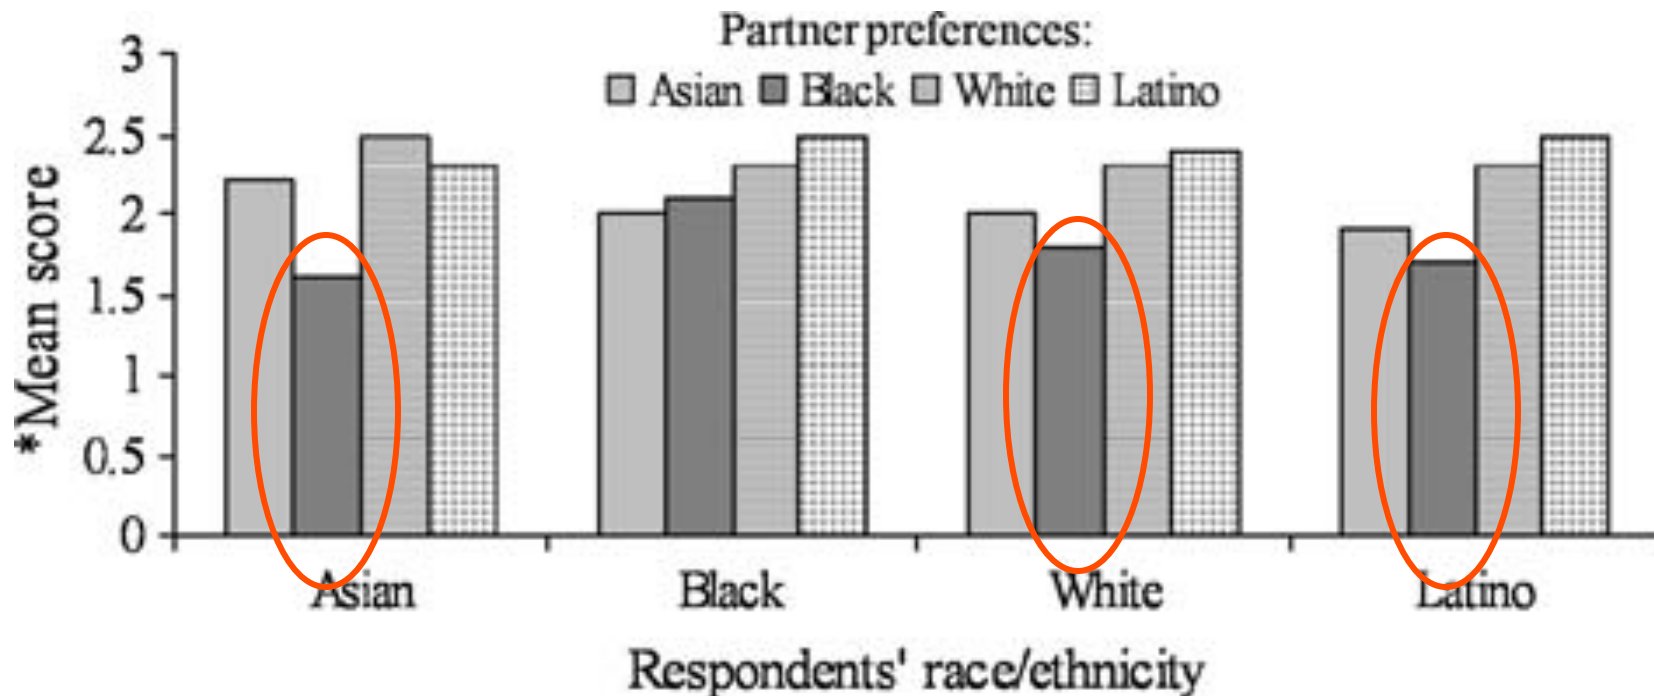 Partner preferences:
Asian Black White Latino
3
2.5
2
1.5
1
0.5
0
*Mean score
Asian Black White Latino
Respondents' race/ethnicity